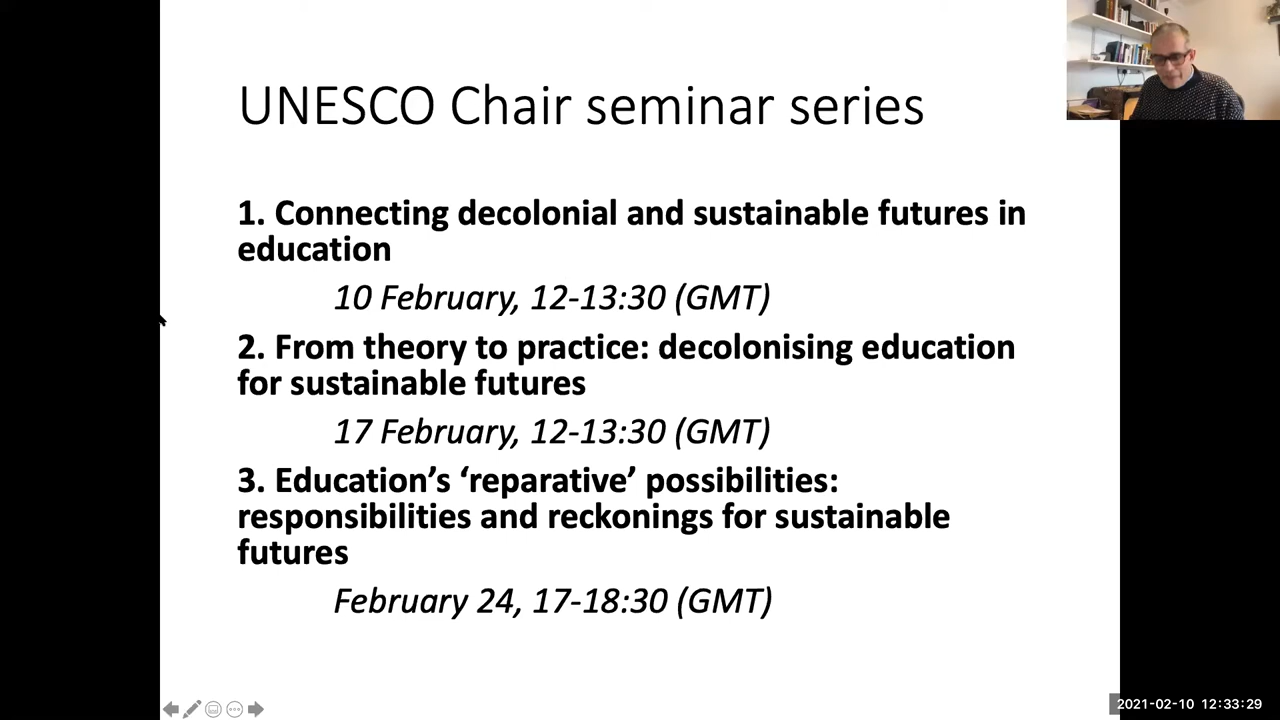 UNESCO Chair seminar series
1. Connecting decolonial and sustainable futures in
education
10 February, 12-13:30 (GMT)
2. From theory to practice: decolonising education
for sustainable futures
17 February, 12-13:30 (GMT)
3. Education’s ‘reparative’ possibilities:
responsibilities and reckonings for sustainable
futures
February 24, 17-18:30 (GMT)
2021-02-10 12:33:29